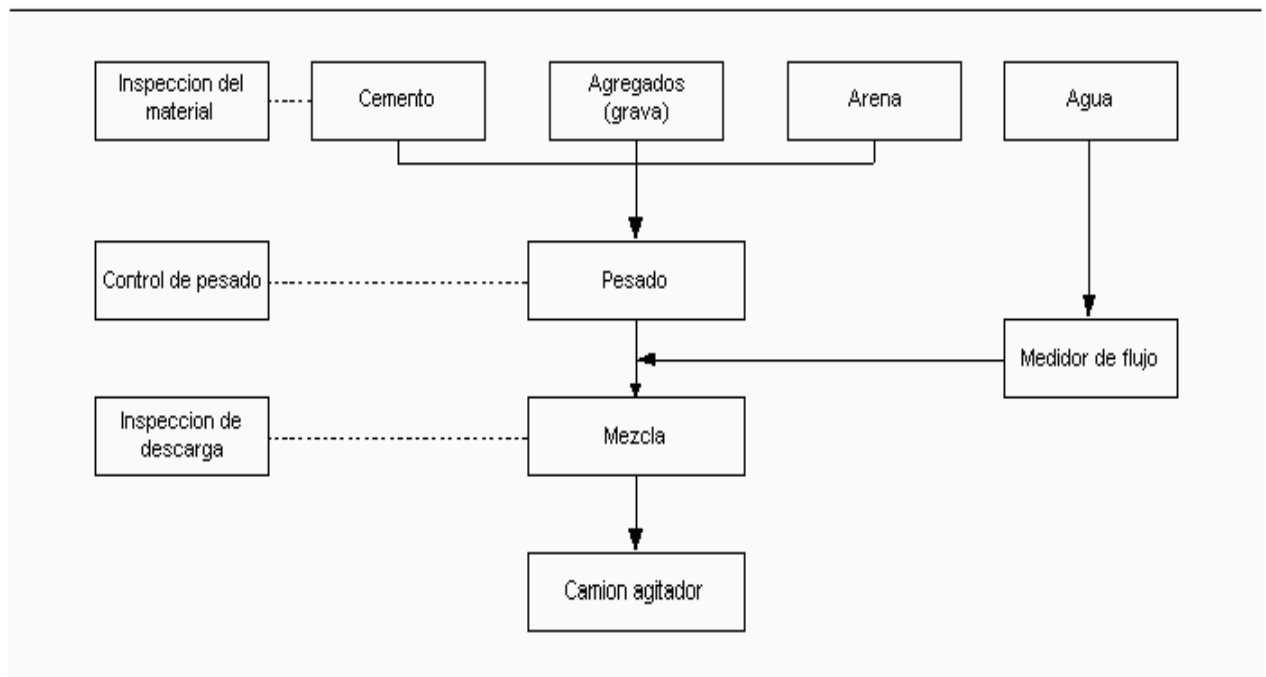 Inspeccion del
material
Cemento
Agregados
(grava)
Arena
Agua
Control de pesado
Pesado
Medidor de flujo
Inspeccion de
descarga
Mezcla
Camion agitador